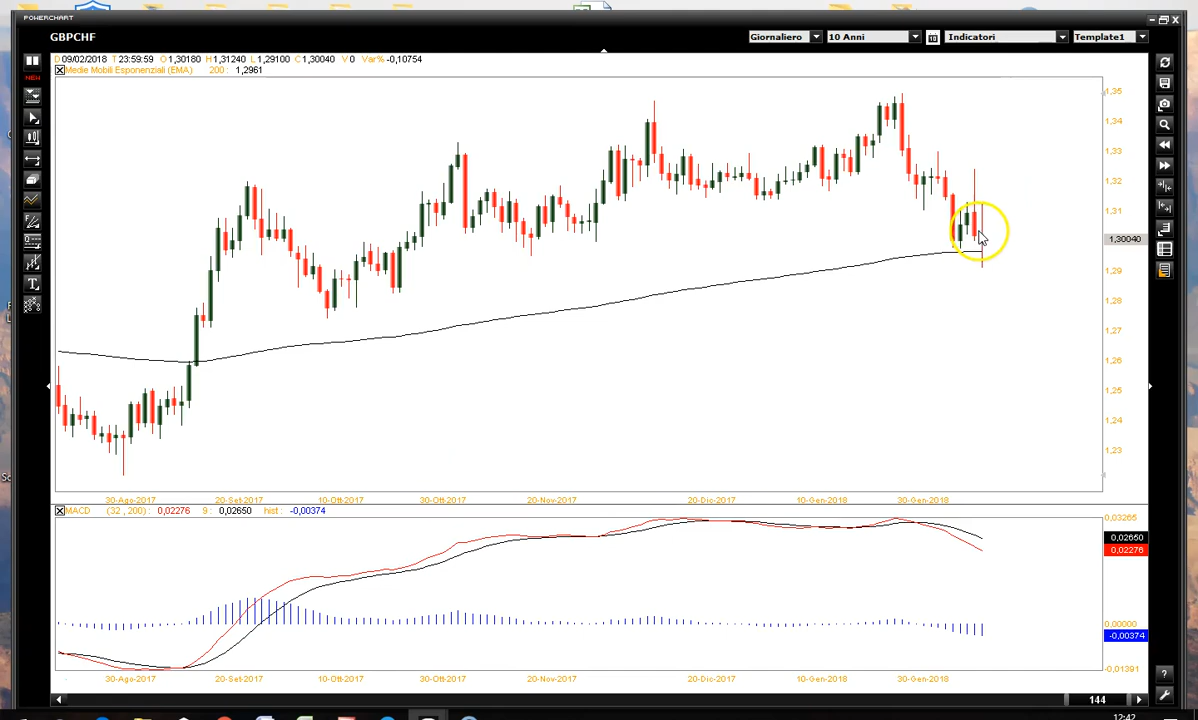 POWERCHART
GBPCHF
Giornaliero
10 Anni
Indicatori
Template1
D 09/02/2018 T 23:59:59 O 1,30180 H 1,31240 L 1,29100 C 1,30040 V 0 Var% -0,10754
Medie Mobili Esponenziali (EMA) 200 : 1,2961
NEW
1,35
1,34
1,33
1,32
1,31
1,30040
1,29
1,28
1,27
1,26
1,25
1,24
1,23
30-Ago-2017
20-Set-2017
10-Ott-2017
30-Ott-2017
20-Nov-2017
20-Dic-2017
10-Gen-2018
30-Gen-2018
MACD (32 , 200) : 0,02276 9 : 0,02650 hist : -0,00374
0,03265
0,02650
0,02276
0,00000
-0,00374
-0,01391
30-Ago-2017
20-Set-2017
10-Ott-2017
30-Ott-2017
20-Nov-2017
20-Dic-2017
10-Gen-2018
30-Gen-2018
144
12:42